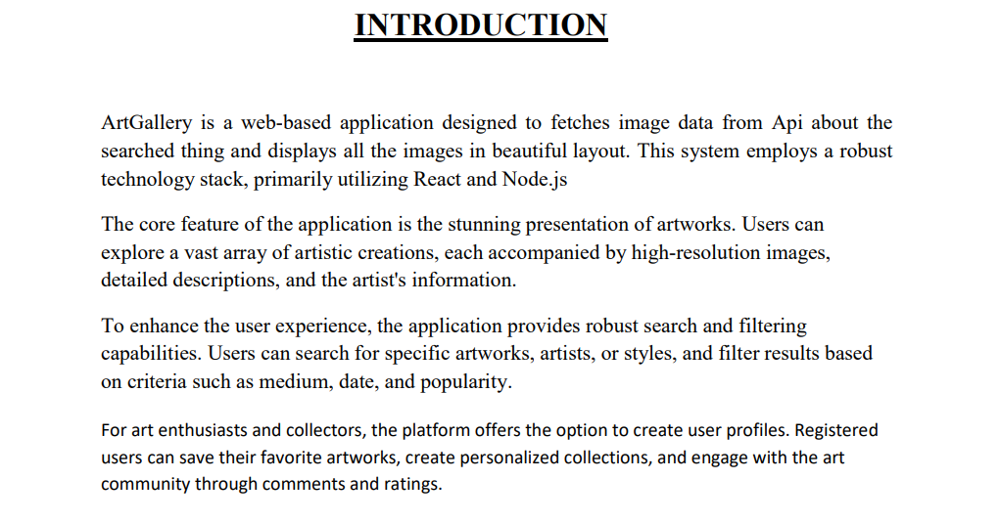 INTRODUCTION
ArtGallery is a web-based application designed to fetches image data from Api about the
searched thing and displays all the images in beautiful layout. This system employs a robust
technology stack, primarily utilizing React and Node.js
The core feature of the application is the stunning presentation of artworks. Users can
explore a vast array of artistic creations, each accompanied by high-resolution images,
detailed descriptions, and the artist's information.
To enhance the user experience, the application provides robust search and filtering
capabilities. Users can search for specific artworks, artists, or styles, and filter results based
on criteria such as medium, date, and popularity.
For art enthusiasts and collectors, the platform offers the option to create user profiles. Registered
users can save their favorite artworks, create personalized collections, and engage with the art
community through comments and ratings.